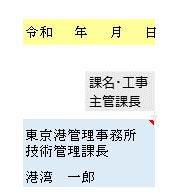 令和　年　月　日
課名・工事
主管課長
東京港管理事務所
技術管理課長
港湾　一郎